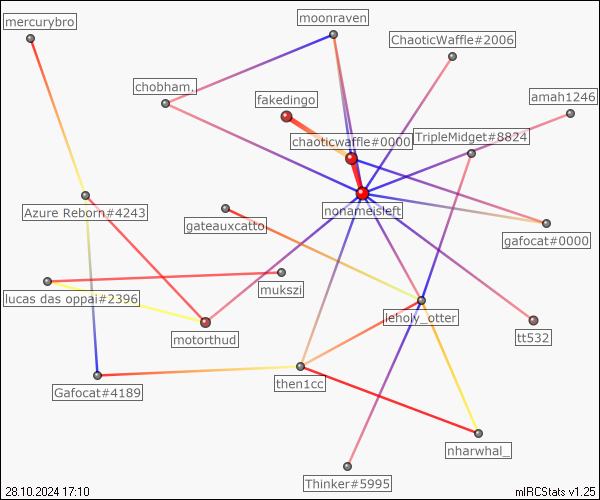 mercurybro
moonraven
ChaoticWaffle#2006
chobham.
fakedingo
amah1246
chaoticwaffle#0000
TripleMidget#8824
Azure Reborn#4243
nonameisleft
gateauxcatto
gafocat#0000
lucas das oppai#2396
mukszi
leholy_otter
motorthud
tt532
Gafocat#4189
then1cc
nharwhal_
Thinker#5995
28.10.2024 17:10
mIRCStats v1.25